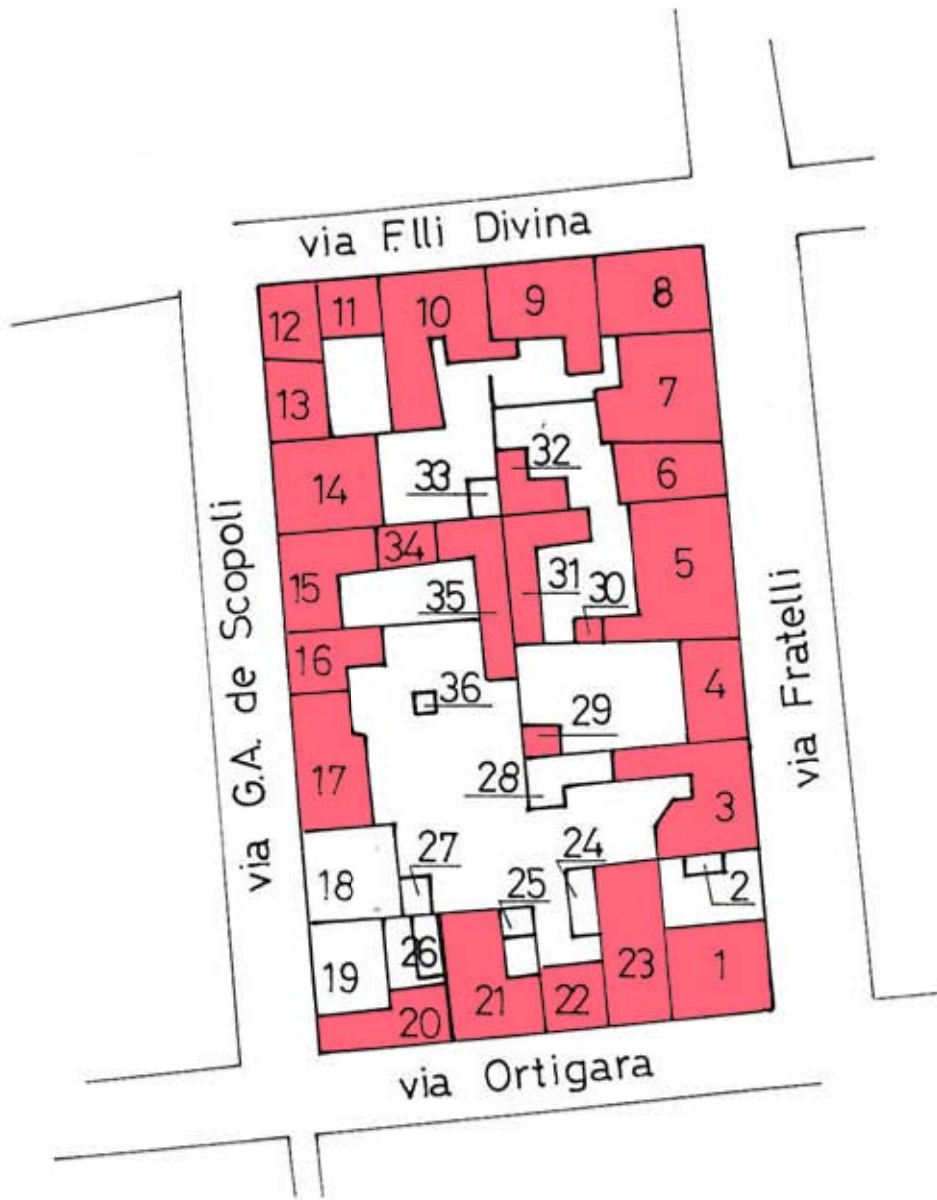 via F.lli Divina
12 11 10 9 8
13 7
14 33 32 6
via G.A. de Scopoli
15 34 35 31 30 5
via Fratelli
16 36 29 4
17 28 3
18 27 25 24 2
19 26 21 22 23 1
20
via Ortigara